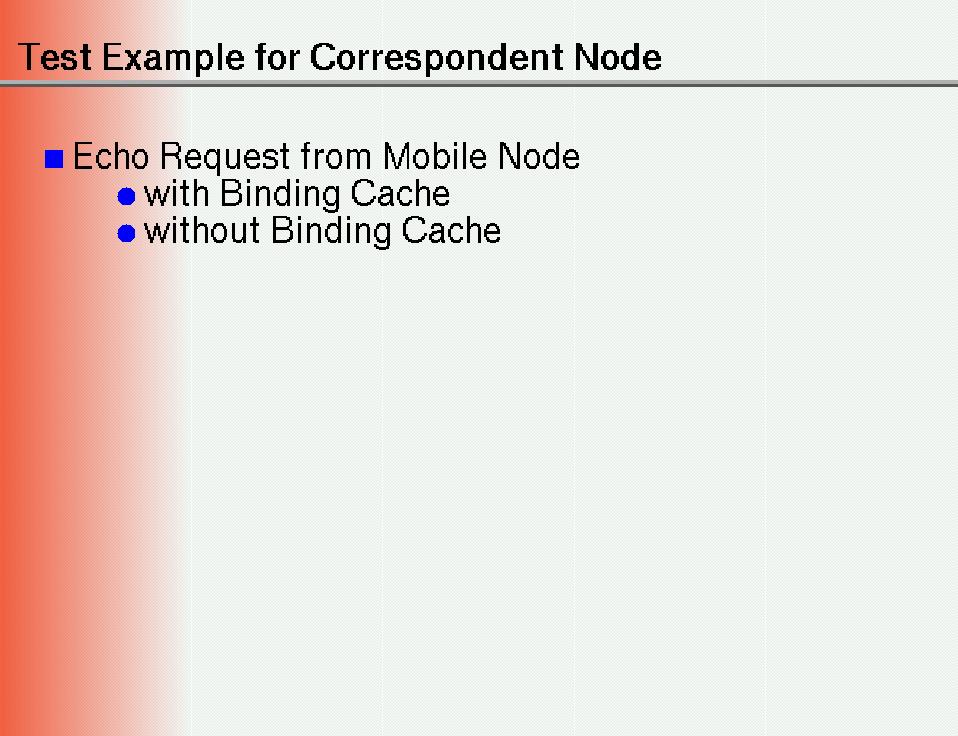 Test Example for Correspondent Node
Echo Request from Mobile Node
with Binding Cache
without Binding Cache